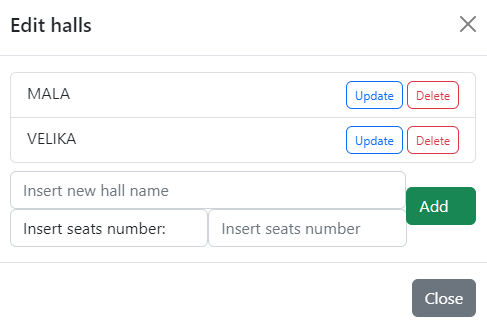 Edit halls
MALA Update Delete
VELIKA Update Delete
Insert new hall name
Add
Insert seats number: Insert seats number
Close